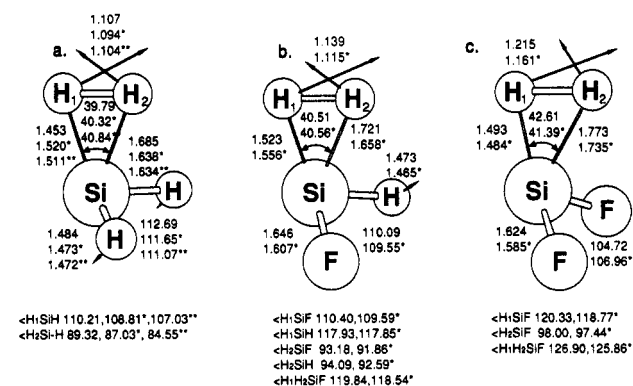 a.
1.107
1.094*
1.104**
H1 H2
39.79
40.32*
40.84*
1.453
1.520*
1.511**
1.685
1.638*
1.634**
Si
H
H
1.484
1.473*
1.472**
112.69
111.65*
111.07**
<H1SiH 110.21,108.81*,107.03**
<H2Si-H 89.32, 87.03*, 84.55**
b.
1.139
1.115*
H1 H2
40.51
40.56*
1.523
1.556*
1.721
1.658*
1.473
1.465*
Si
H
F
1.646
1.607*
110.09
109.55*
<H1SiF 110.40,109.59*
<H1SiH 117.93,117.85*
<H2SiF 93.18, 91.86*
<H2SiH 94.09, 92.59*
<H1H2SiF 119.84,118.54*
c.
1.215
1.161*
H1 H2
42.61
41.39*
1.493
1.484*
1.773
1.735*
Si
F
F
1.624
1.585*
104.72
106.96*
<H1SiF 120.33,118.77*
<H2SiF 98.00, 97.44*
<H1H2SiF 126.90,125.86*